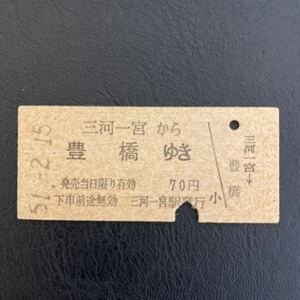 51.-2.15
三河一宮 から
豊橋 ゆき
発売当日限り有効 70円
下車前途無効 三河一宮駅発行 小
三河一宮→
豊橋